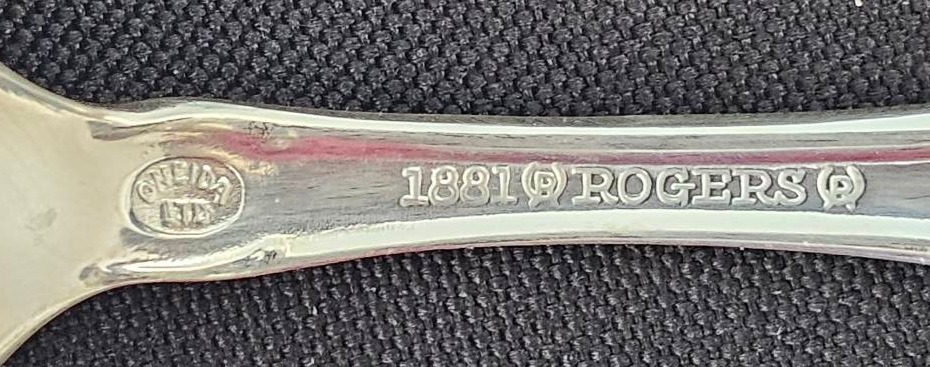 ONEIDA
LTD
1881 ® ROGERS ®